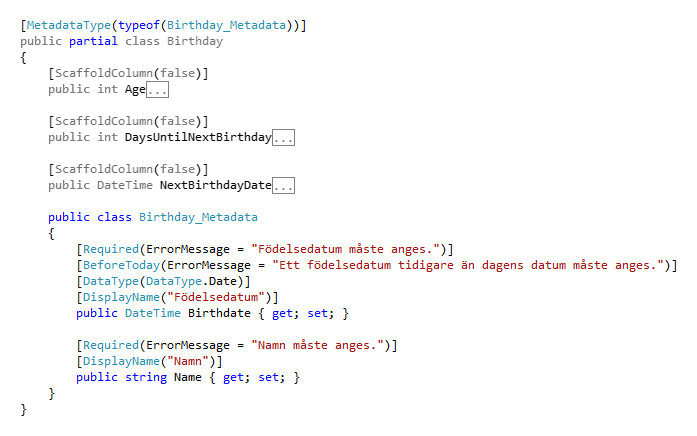 [MetadataType(typeof(Birthday_Metadata))]
public partial class Birthday
{
    [ScaffoldColumn(false)]
    public int Age...

    [ScaffoldColumn(false)]
    public int DaysUntilNextBirthday...

    [ScaffoldColumn(false)]
    public DateTime NextBirthdayDate...

    public class Birthday_Metadata
    {
        [Required(ErrorMessage = "Födelsedatum måste anges.")]
        [BeforeToday(ErrorMessage = "Ett födelsedatum tidigare än dagens datum måste anges.")]
        [DataType(DataType.Date)]
        [DisplayName("Födelsedatum")]
        public DateTime Birthdate { get; set; }

        [Required(ErrorMessage = "Namn måste anges.")]
        [DisplayName("Namn")]
        public string Name { get; set; }
    }
}